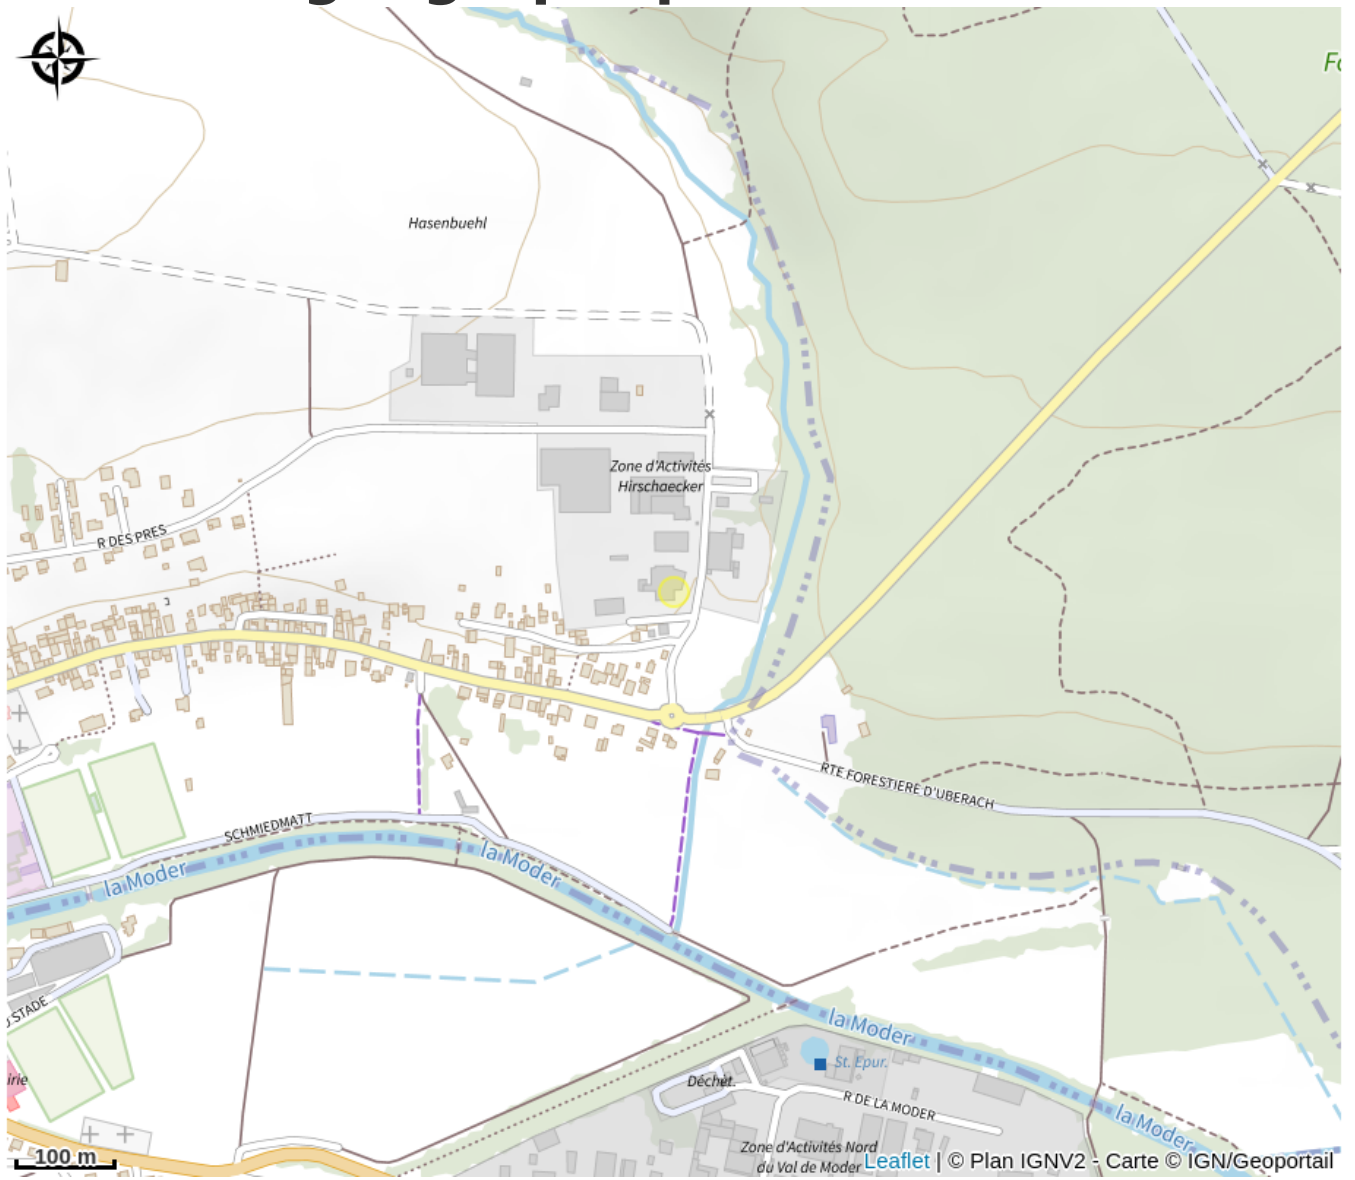 Hasenbuehl
Zone d'Activités
Hirschaecker
R DES PRES
RTE FORESTIERE D'UBERACH
SCHMIEDMATT
la Moder
la Moder
STADE
la Moder
St. Epur.
Déchèt.
R DE LA MODER
la Moder
Zone d'Activités Nord
du Val de Moder
100 m
Leaflet | © Plan IGNV2 - Carte © IGN/Geoportail